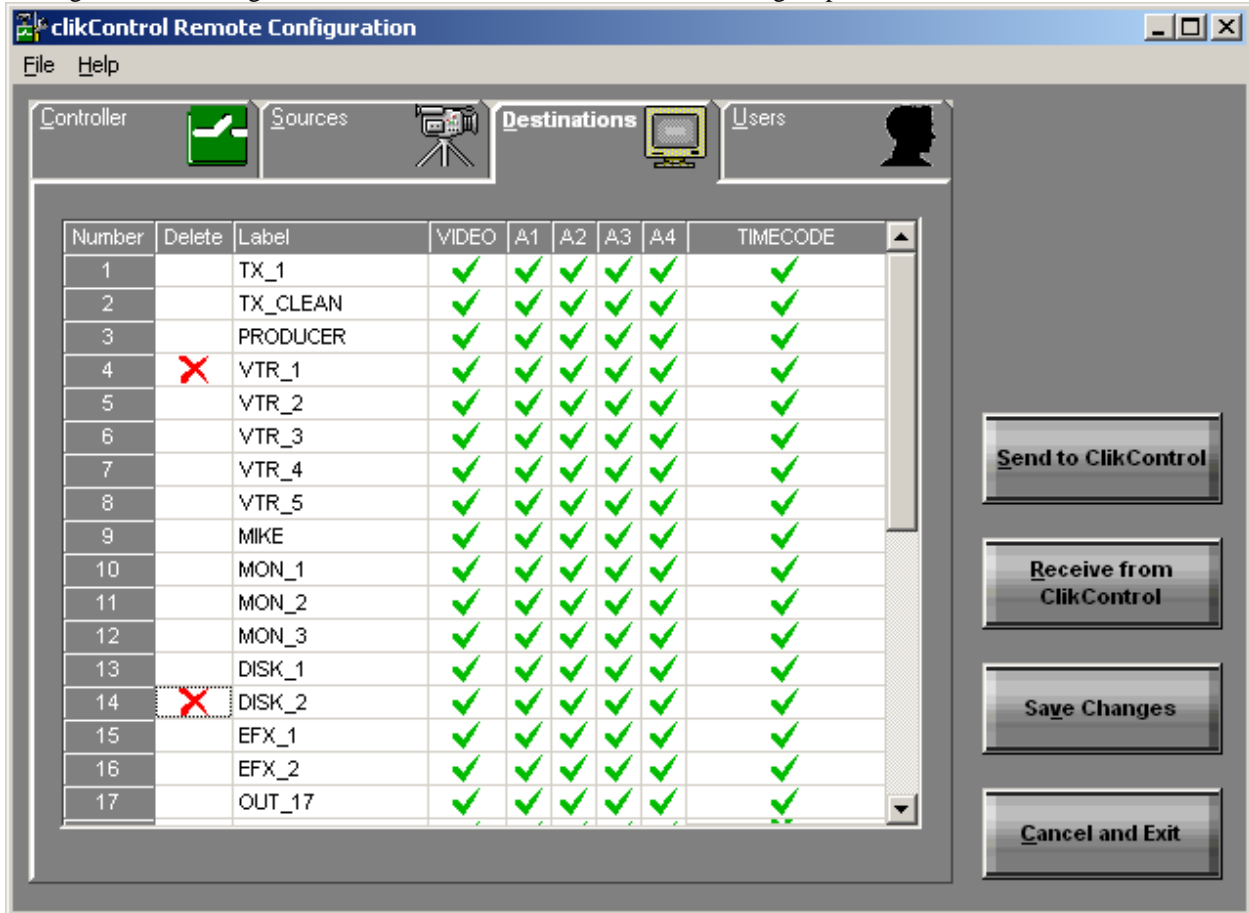 clikControl Remote Configuration
File Help
Controller Sources Destinations Users
Number Delete Label VIDEO A1 A2 A3 A4 TIMECODE
1 TX_1
2 TX_CLEAN
3 PRODUCER
4 VTR_1
5 VTR_2
6 VTR_3
7 VTR_4
8 VTR_5
9 MIKE
10 MON_1
11 MON_2
12 MON_3
13 DISK_1
14 DISK_2
15 EFX_1
16 EFX_2
17 OUT_17
Send to ClikControl
Receive from
ClikControl
Save Changes
Cancel and Exit